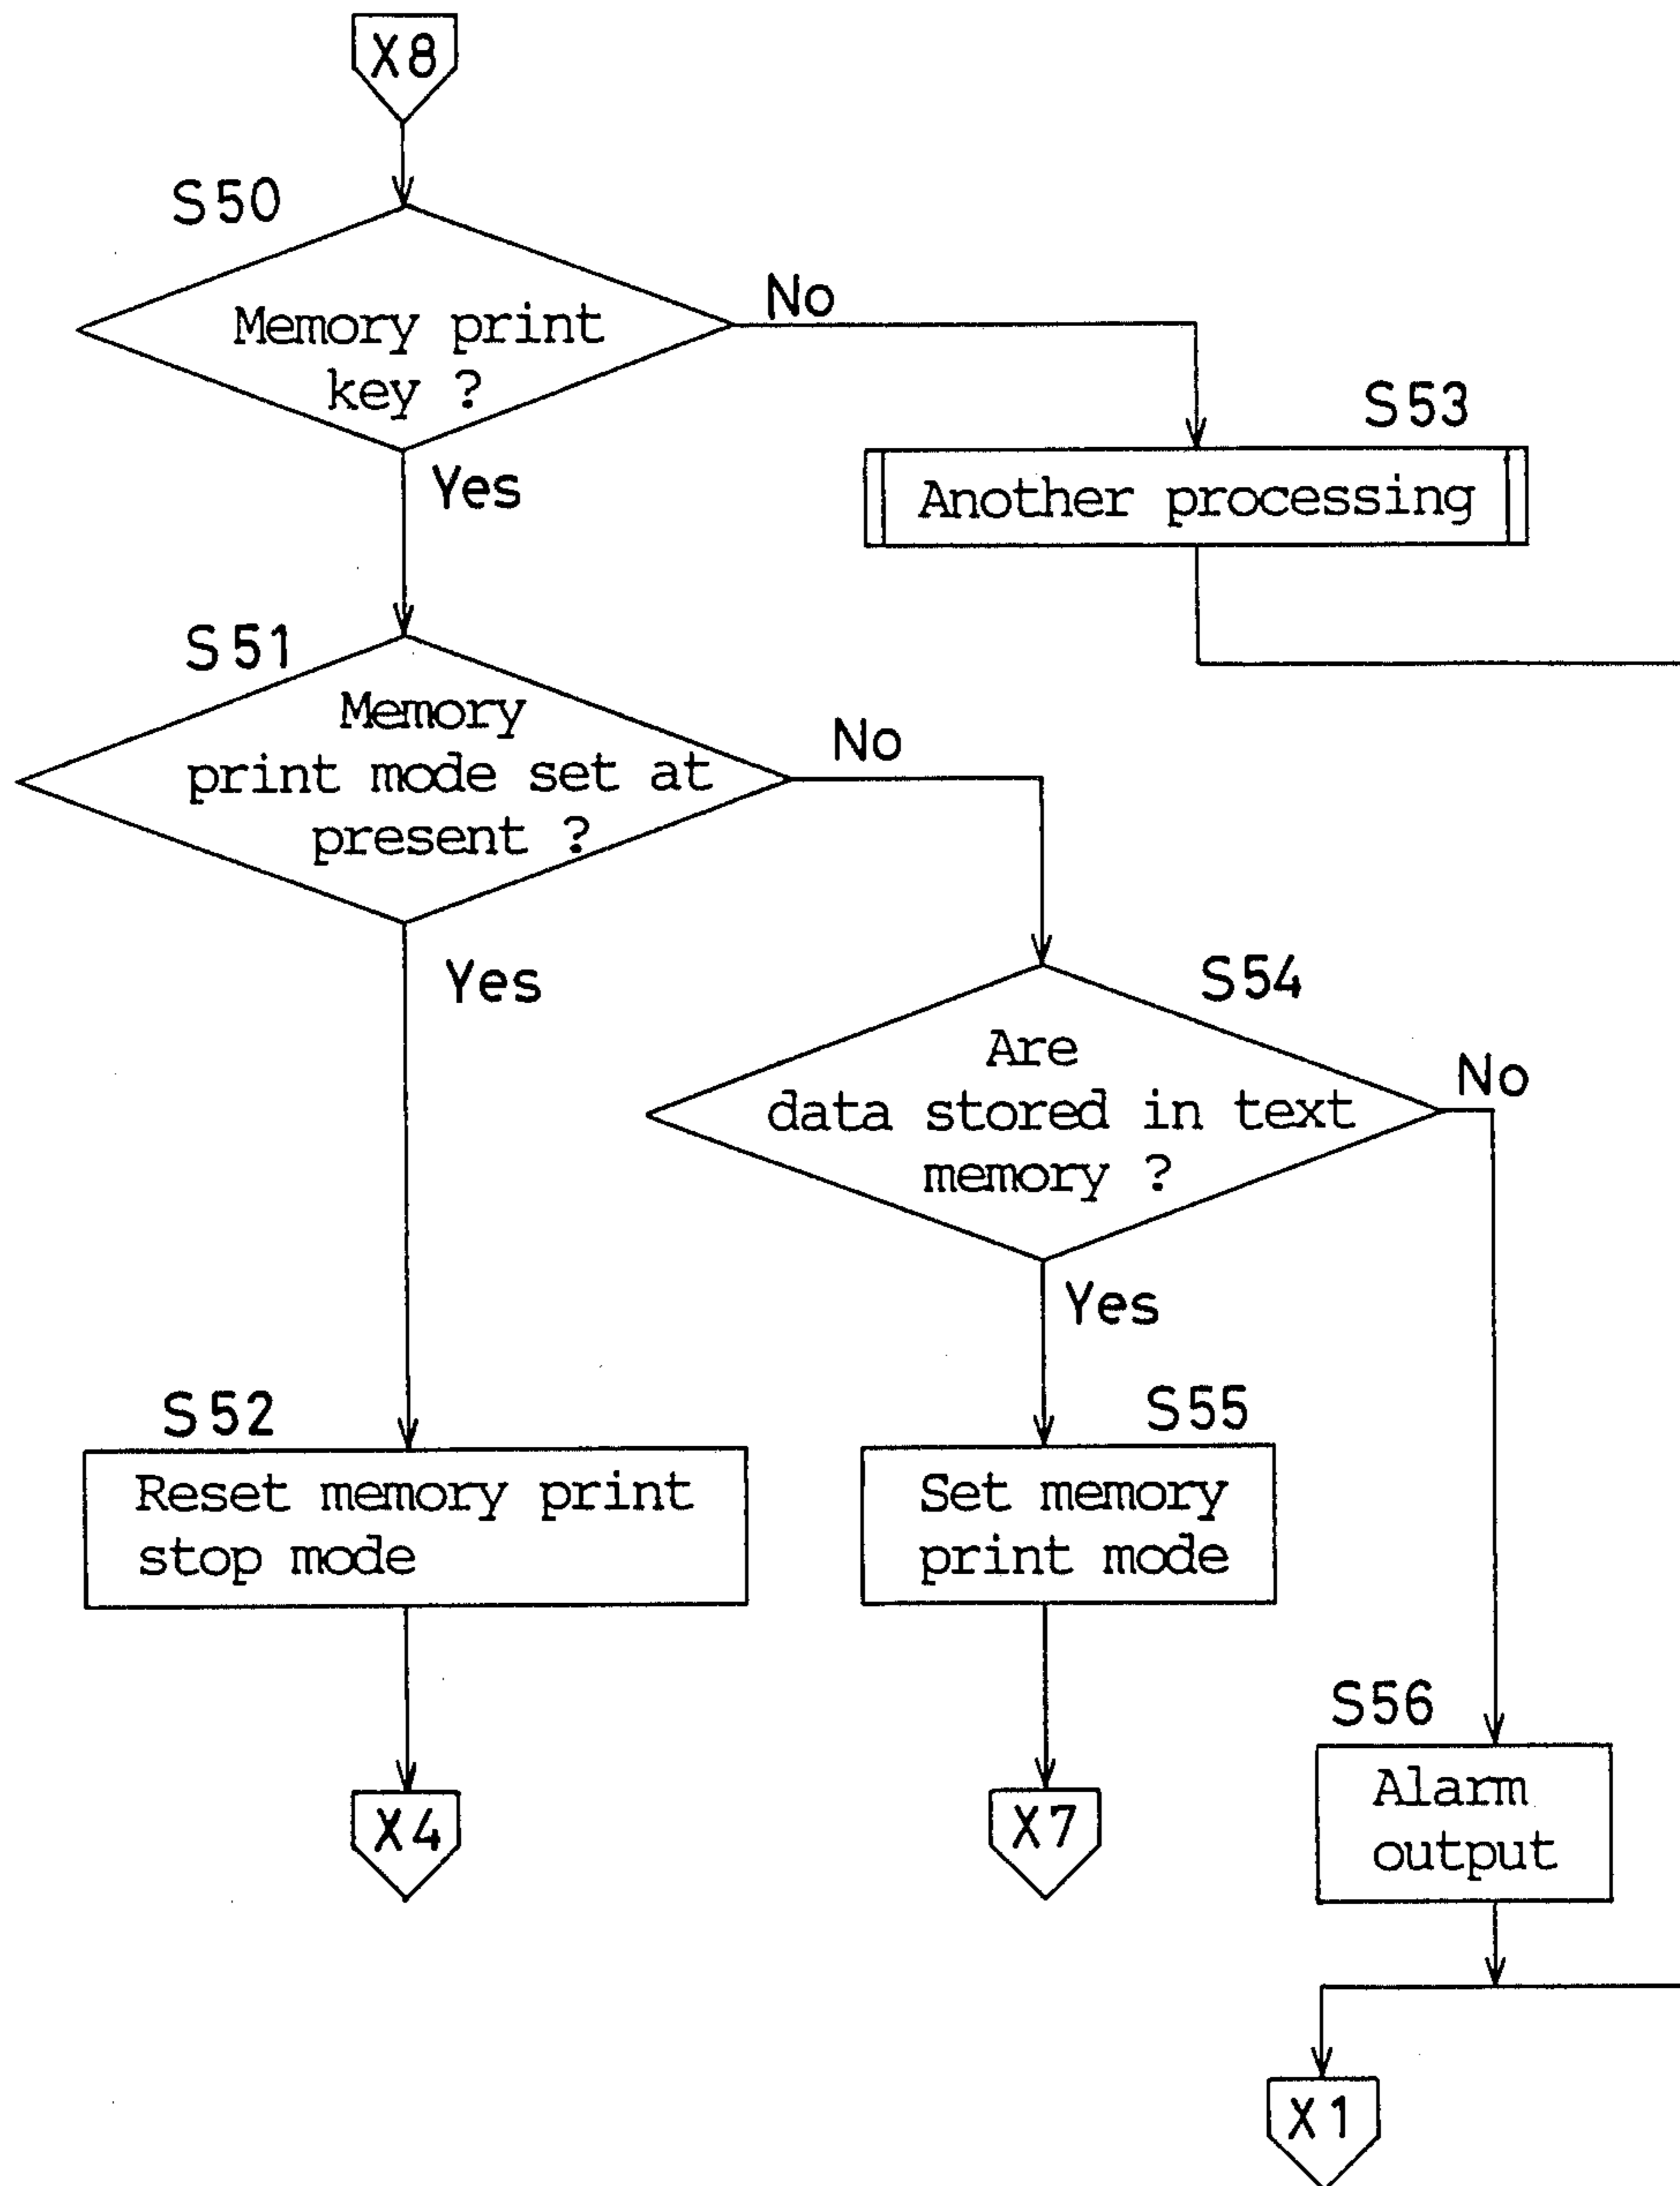 X8
S50
Memory print
key ?
No
Yes
S53
Another processing
S51
Memory
print mode set at
present ?
No
Yes
S54
Are
data stored in text
memory ?
No
Yes
S52
Reset memory print
stop mode
S55
Set memory
print mode
S56
Alarm
output
X4
X7
X1